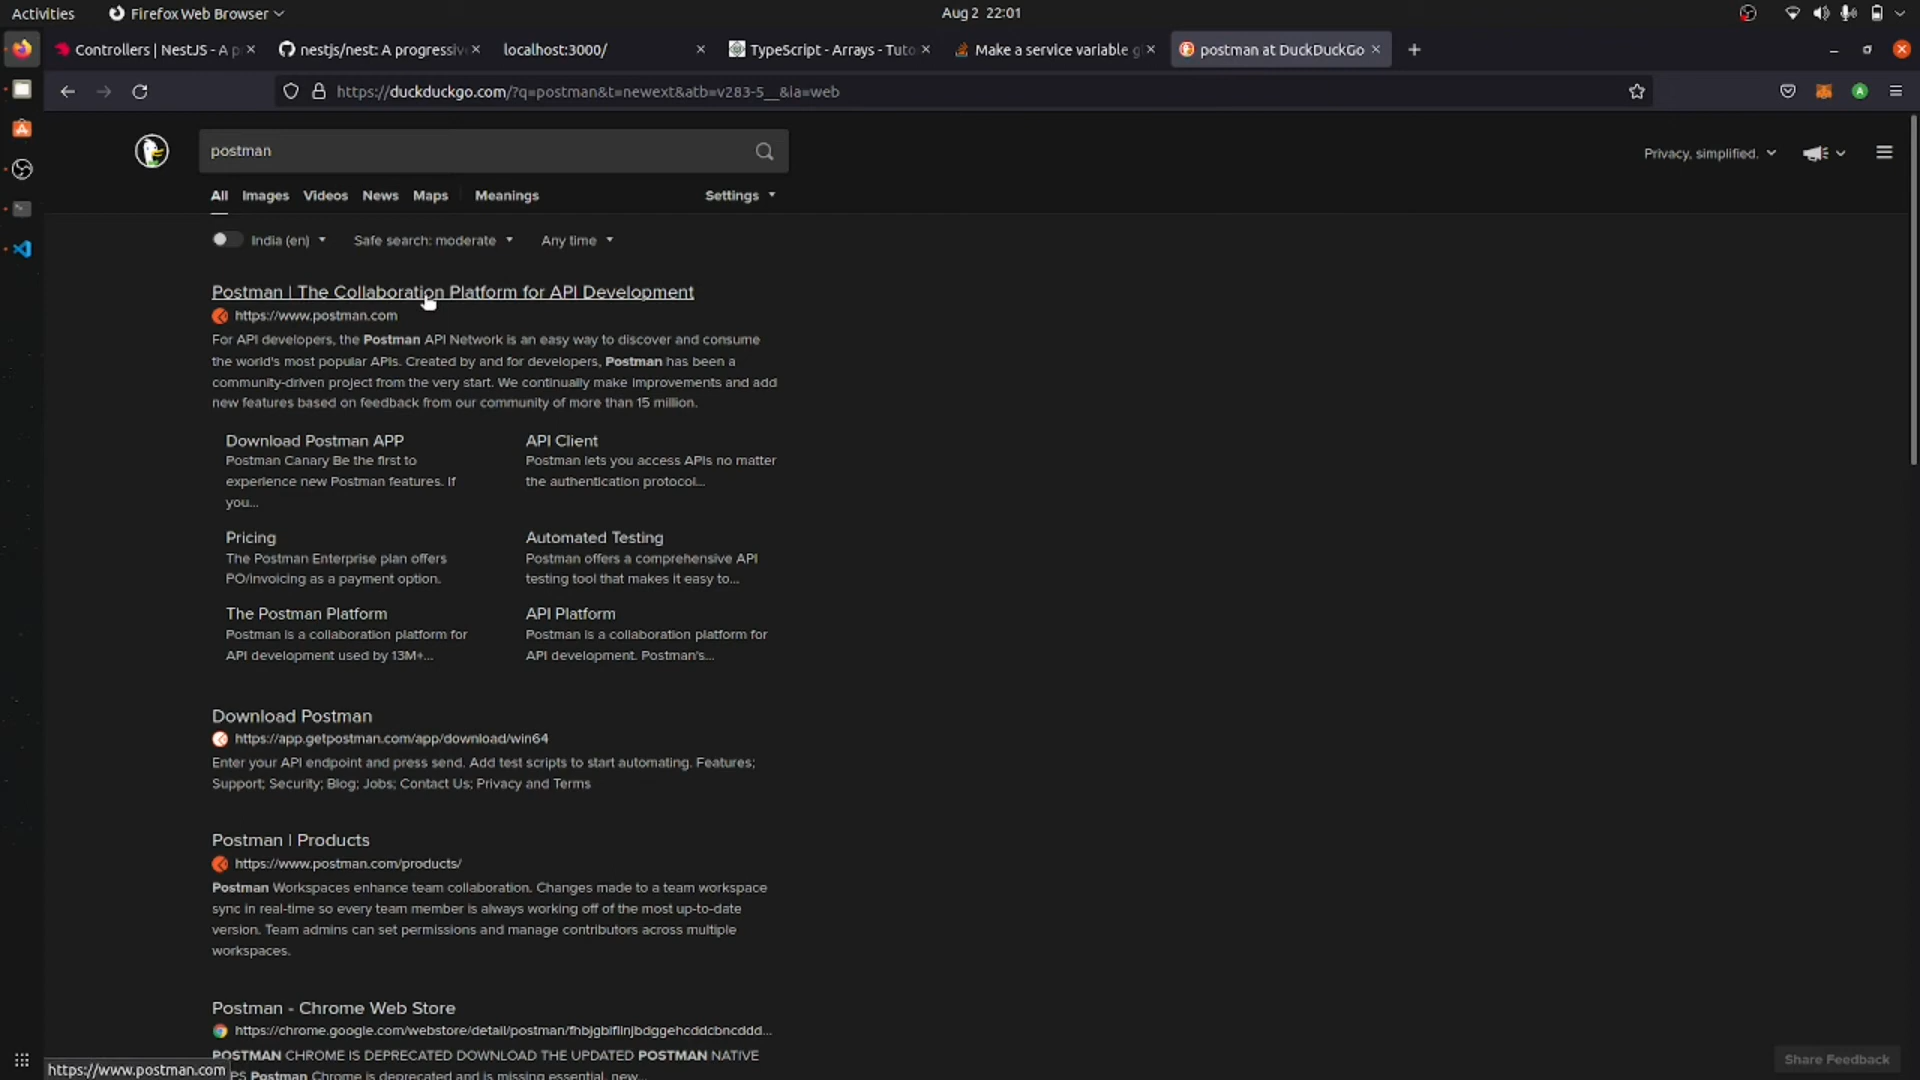 Activities
Firefox Web Browser
Aug 2 22:01
Controllers | NestJS - A p
nestjs/nest: A progressiv
localhost:3000/
TypeScript - Arrays - Tuto
Make a service variable g
postman at DuckDuckGo
https://duckduckgo.com/?q=postman&t=newext&atb=v283-5__&ia=web
postman
Privacy, simplified.
All Images Videos News Maps Meanings Settings
India (en) Safe search: moderate Any time
Postman | The Collaboration Platform for API Development
https://www.postman.com
For API developers, the Postman API Network is an easy way to discover and consume
the world's most popular APIs. Created by and for developers, Postman has been a
community-driven project from the very start. We continually make improvements and add
new features based on feedback from our community of more than 15 million.
Download Postman APP
Postman Canary Be the first to
experience new Postman features. If
you...
API Client
Postman lets you access APIs no matter
the authentication protocol...
Pricing
The Postman Enterprise plan offers
PO/invoicing as a payment option.
Automated Testing
Postman offers a comprehensive API
testing tool that makes it easy to...
The Postman Platform
Postman is a collaboration platform for
API development used by 13M+...
API Platform
Postman is a collaboration platform for
API development. Postman's...
Download Postman
https://app.getpostman.com/app/download/win64
Enter your API endpoint and press send. Add test scripts to start automating. Features;
Support; Security; Blog; Jobs; Contact Us; Privacy and Terms
Postman | Products
https://www.postman.com/products/
Postman Workspaces enhance team collaboration. Changes made to a team workspace
sync in real-time so every team member is always working off of the most up-to-date
version. Team admins can set permissions and manage contributors across multiple
workspaces.
Postman - Chrome Web Store
https://chrome.google.com/webstore/detail/postman/fhbjgbiflinjbdggehcddcbncddd...
POSTMAN CHROME IS DEPRECATED DOWNLOAD THE UPDATED POSTMAN NATIVE
PS Postman Chrome is deprecated and is missing essential, new...
https://www.postman.com
Share Feedback